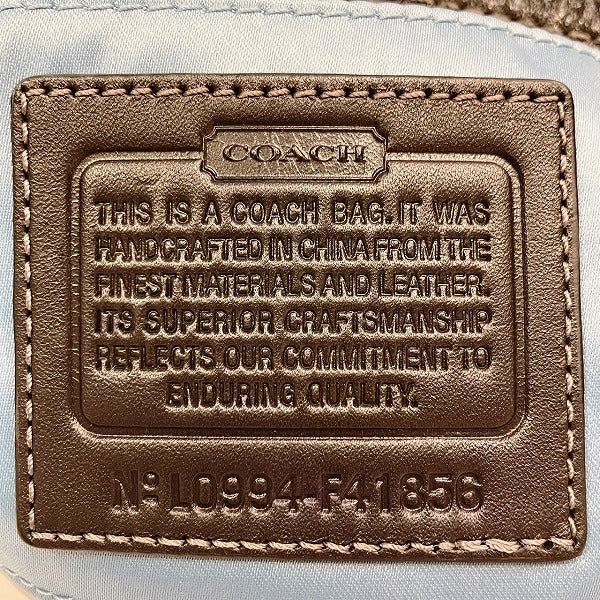 COACH
THIS IS A COACH BAG. IT WAS
HANDCRAFTED IN CHINA FROM THE
FINEST MATERIALS AND LEATHER.
ITS SUPERIOR CRAFTSMANSHIP
REFLECTS OUR COMMITMENT TO
ENDURING QUALITY.
Nº L0994-F41856